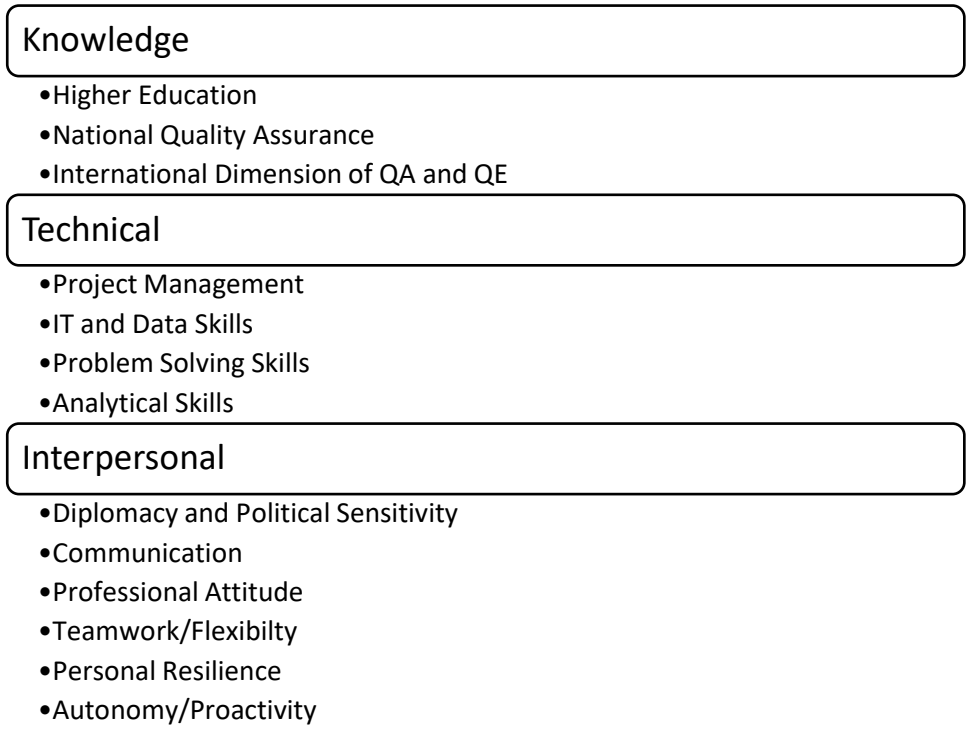 Knowledge
•Higher Education
•National Quality Assurance
•International Dimension of QA and QE
Technical
•Project Management
•IT and Data Skills
•Problem Solving Skills
•Analytical Skills
Interpersonal
•Diplomacy and Political Sensitivity
•Communication
•Professional Attitude
•Teamwork/Flexibilty
•Personal Resilience
•Autonomy/Proactivity